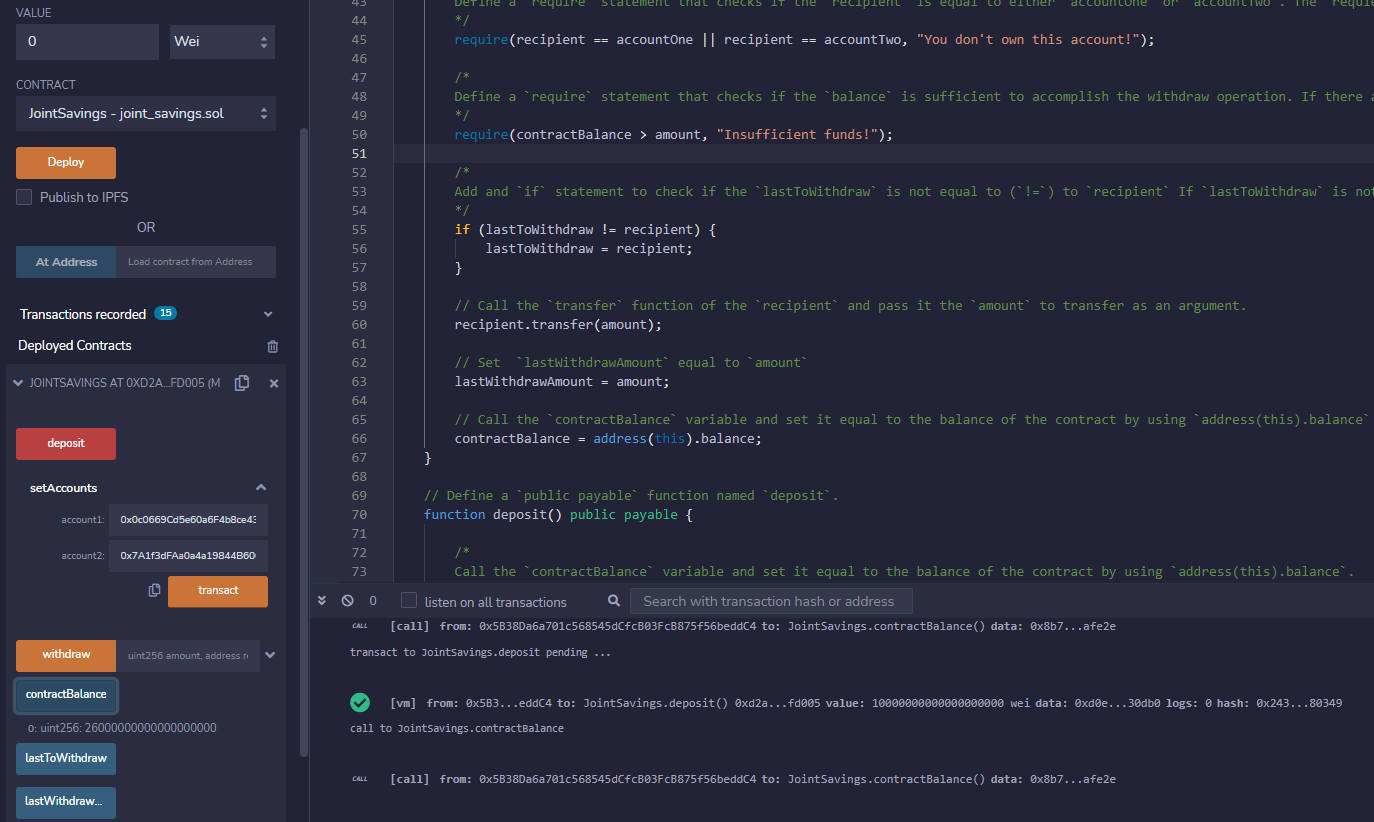 VALUE
0
Wei
CONTRACT
JointSavings - joint_savings.sol
Deploy
Publish to IPFS
OR
At Address
Load contract from Address
Transactions recorded 15
Deployed Contracts
JOINTSAVINGS AT 0XD2A...FD005 (M
deposit
setAccounts
account1: 0x0c0669Cd5e60a6F4b8ce43
account2: 0x7A1f3dFAa0a4a19844B60
transact
withdraw
uint256 amount, address re
contractBalance
0: uint256: 26000000000000000000
lastToWithdraw
lastWithdraw...
43 Define a `require` statement that checks if the `recipient` is equal to either `accountOne` or `accountTwo`. The `requi
44 */
45 require(recipient == accountOne || recipient == accountTwo, "You don't own this account!");
46
47 /*
48 Define a `require` statement that checks if the `balance` is sufficient to accomplish the withdraw operation. If there a
49 */
50 require(contractBalance > amount, "Insufficient funds!");
51
52 /*
53 Add and `if` statement to check if the `lastToWithdraw` is not equal to (`!=`) to `recipient` If `lastToWithdraw` is not
54 */
55 if (lastToWithdraw != recipient) {
56 lastToWithdraw = recipient;
57 }
58
59 // Call the `transfer` function of the `recipient` and pass it the `amount` to transfer as an argument.
60 recipient.transfer(amount);
61
62 // Set  `lastWithdrawAmount` equal to `amount`
63 lastWithdrawAmount = amount;
64
65 // Call the `contractBalance` variable and set it equal to the balance of the contract by using `address(this).balance`
66 contractBalance = address(this).balance;
67 }
68
69 // Define a `public payable` function named `deposit`.
70 function deposit() public payable {
71
72 /*
73 Call the `contractBalance` variable and set it equal to the balance of the contract by using `address(this).balance`.
0
listen on all transactions
Search with transaction hash or address
CALL [call] from: 0x5B38Da6a701c568545dCfcB03FcB875f56beddC4 to: JointSavings.contractBalance() data: 0x8b7...afe2e
transact to JointSavings.deposit pending ...
[vm] from: 0x5B3...eddC4 to: JointSavings.deposit() 0xd2a...fd005 value: 10000000000000000000 wei data: 0xd0e...30db0 logs: 0 hash: 0x243...80349
call to JointSavings.contractBalance
CALL [call] from: 0x5B38Da6a701c568545dCfcB03FcB875f56beddC4 to: JointSavings.contractBalance() data: 0x8b7...afe2e